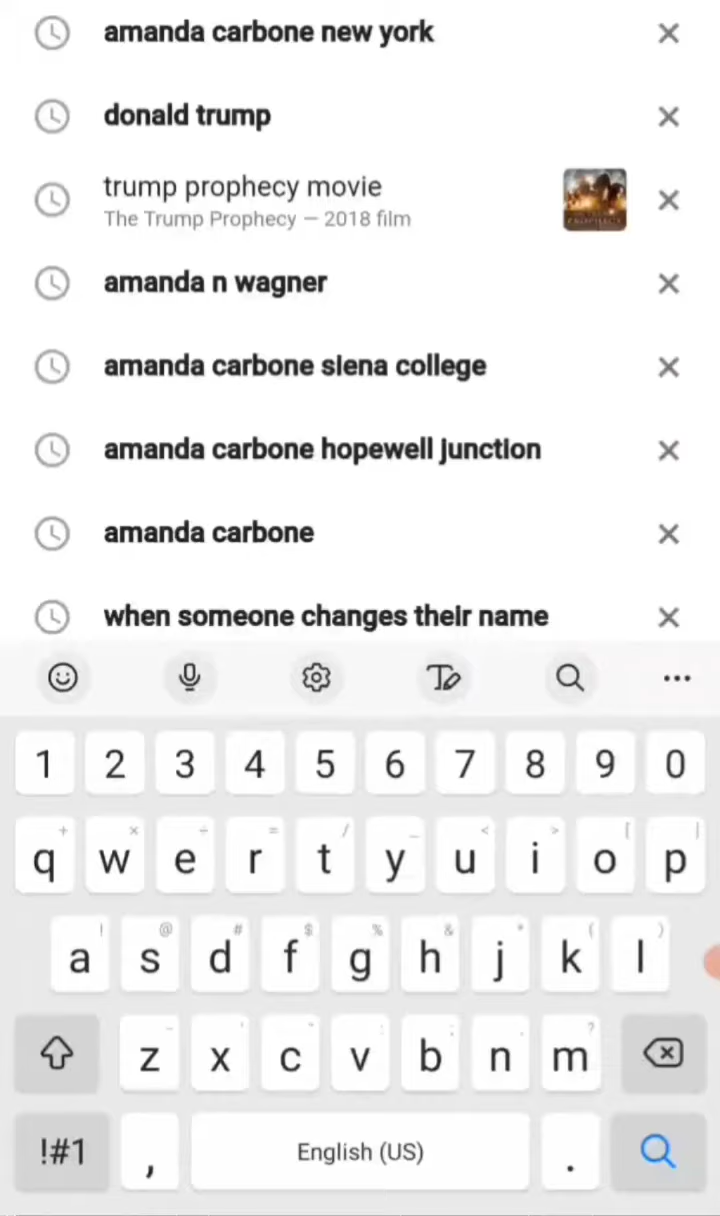 amanda carbone new york
donald trump
trump prophecy movie
The Trump Prophecy — 2018 film
amanda n wagner
amanda carbone siena college
amanda carbone hopewell junction
amanda carbone
when someone changes their name
1 2 3 4 5 6 7 8 9 0
q w e r t y u i o p
a s d f g h j k l
z x c v b n m
!#1 , English (US) .